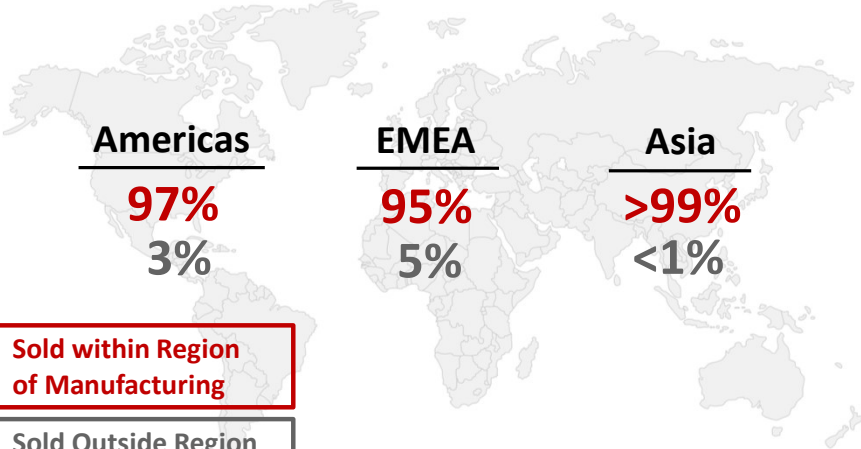 Americas
97%
3%
EMEA
95%
5%
Asia
>99%
<1%
Sold within Region
of Manufacturing
Sold Outside Region